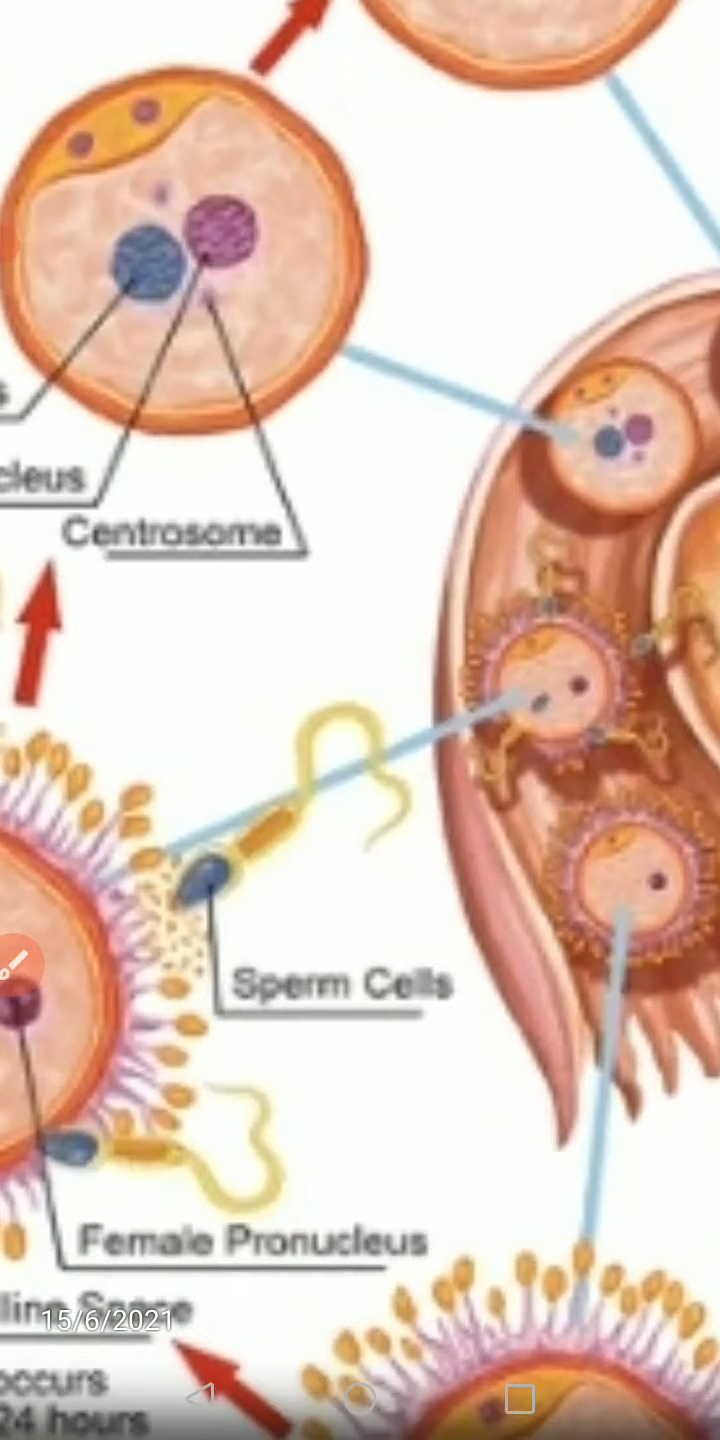 s
cleus
Centrosome
Sperm Cells
Female Pronucleus
15/6/2021
occurs
24 hours